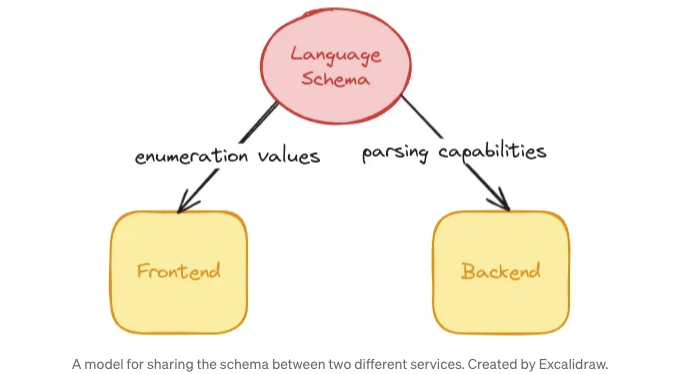 Language
Schema
enumeration values
parsing capabilities
Frontend
Backend
A model for sharing the schema between two different services. Created by Excalidraw.